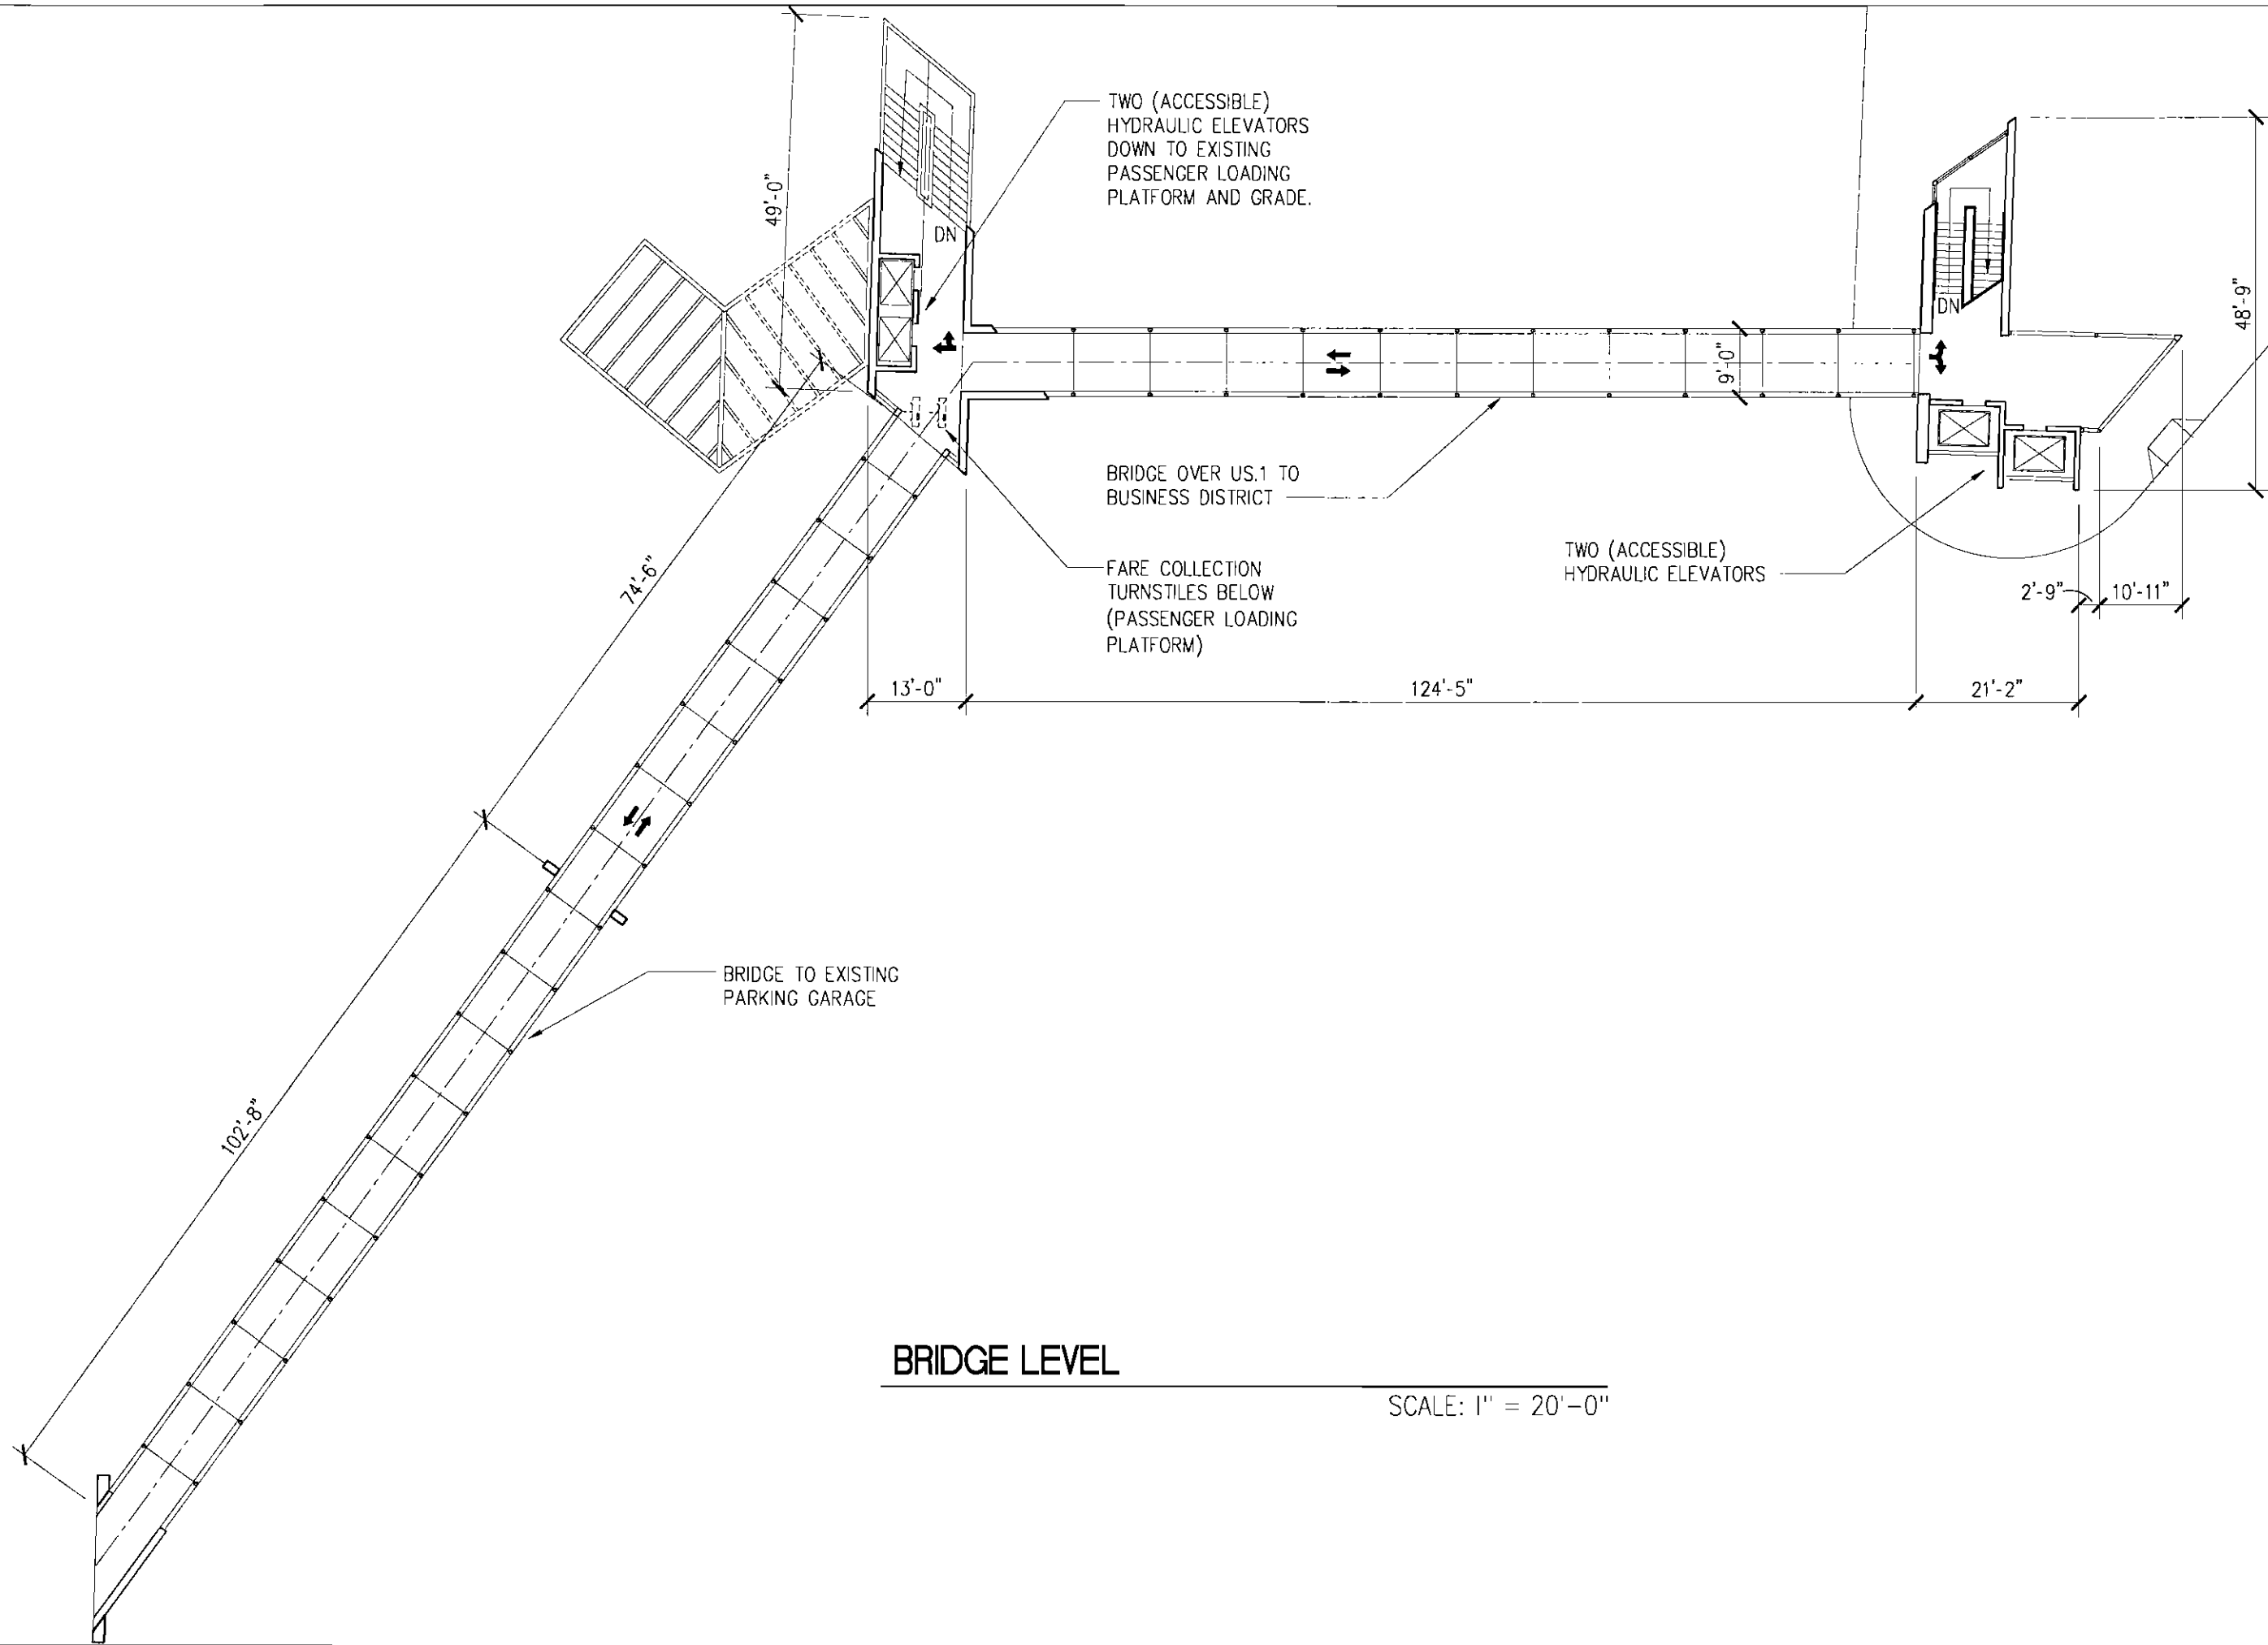 TWO (ACCESSIBLE)
HYDRAULIC ELEVATORS
DOWN TO EXISTING
PASSENGER LOADING
PLATFORM AND GRADE.
49'-0"
DN
DN
48'-9"
9'-0"
BRIDGE OVER US.1 TO
BUSINESS DISTRICT
TWO (ACCESSIBLE)
HYDRAULIC ELEVATORS
FARE COLLECTION
TURNSTILES BELOW
(PASSENGER LOADING
PLATFORM)
2'-9"
10'-11"
74'-6"
13'-0"
124'-5"
21'-2"
BRIDGE TO EXISTING
PARKING GARAGE
102'-8"
BRIDGE LEVEL
SCALE: 1" = 20'-0"